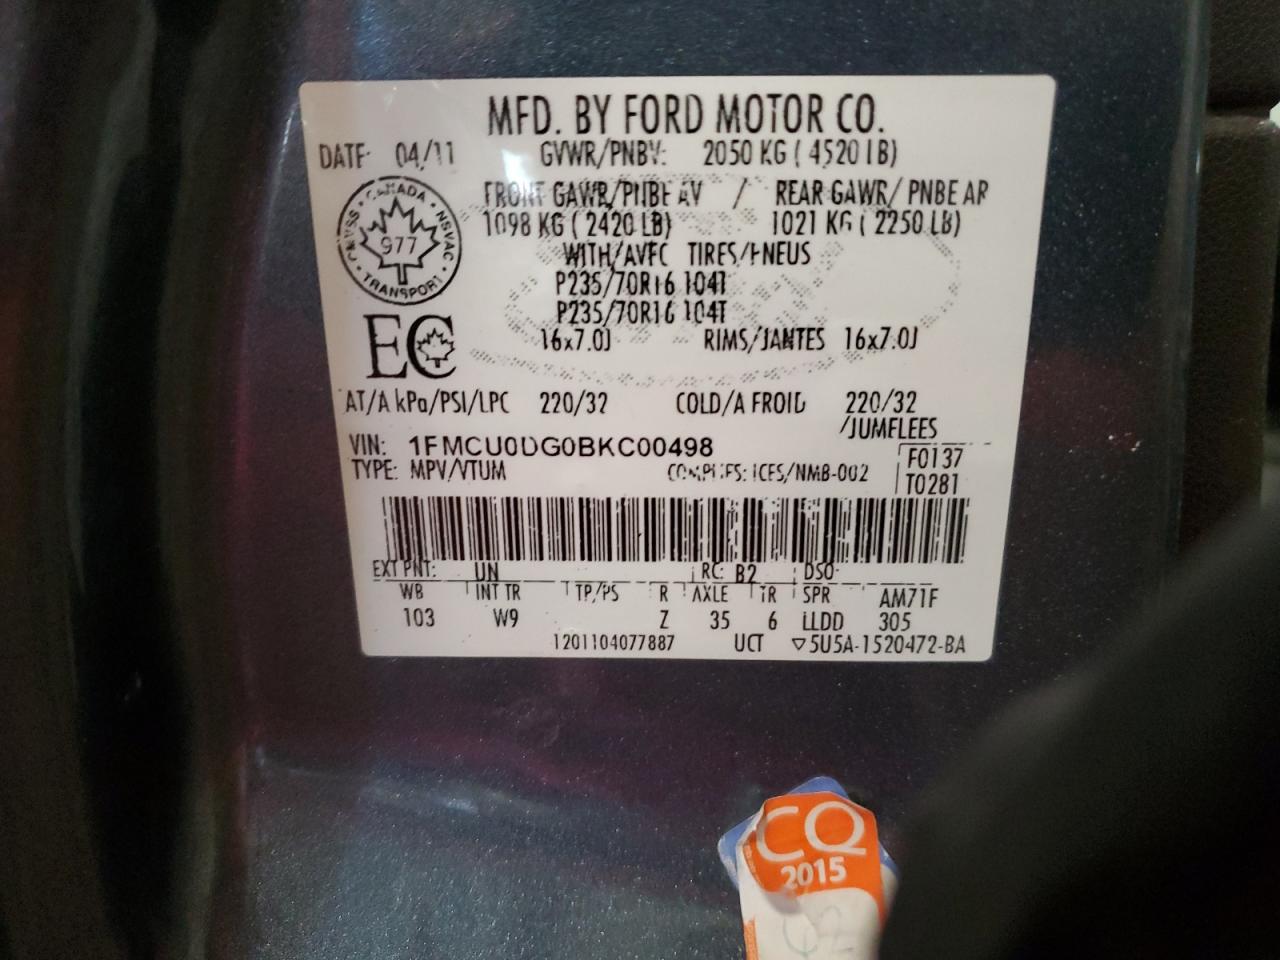 MFD. BY FORD MOTOR CO.
DATE: 04/11 GVWR/PNBV: 2050 KG ( 4520 LB)
FRONT GAWR/PNBE AV / REAR GAWR/ PNBE AR
1098 KG ( 2420 LB) 1021 KG ( 2250 LB)
WITH/AVEC TIRES/PNEUS
P235/70R16 104T
P235/70R16 104T
16x7.0J RIMS/JANTES 16x7.0J
CANADA • NSVAC • TRANSPORT • CMVSS •
977
EC
AT/A kPa/PSI/LPC 220/32 COLD/A FROID 220/32
/JUMELEES
VIN: 1FMCU0DG0BKC00498
F0137
TYPE: MPV/VTUM COMPLIES: ICES/NMB-002
T0281
EXT PNT: UN RC: B2 DSO:
WB INT TR TP/PS R AXLE TR SPR AM71F
103 W9 Z 35 6 LLDD 305
1201104077887 UCT ▽5U5A-1520472-BA
CQ
2015